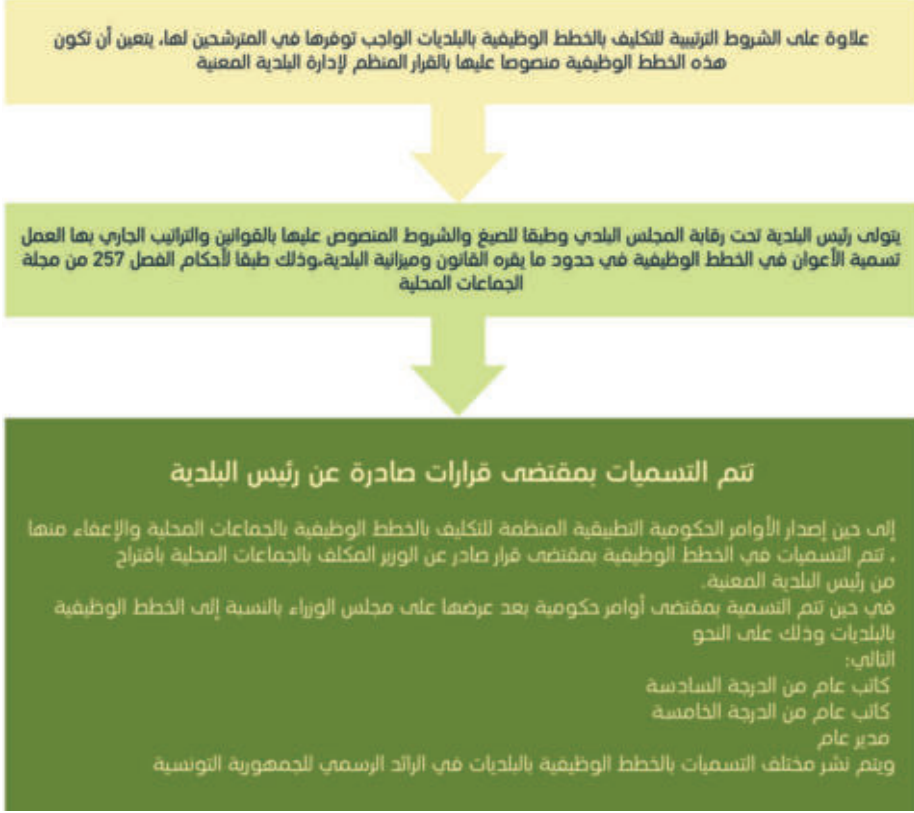 علاوة على الشروط الترتيبية للتكليف بالخطط الوظيفية بالبلديات الواجب توفرها في المترشحين لها، يتعين أن تكون
هذه الخطط الوظيفية منصوصا عليها بالقرار المنظم لإدارة البلدية المعنية
يتولى رئيس البلدية تحت رقابة المجلس البلدي وطبقا للصيغ والشروط المنصوص عليها بالقوانين والتراتيب الجاري بها العمل
تسمية الأعوان في الخطط الوظيفية في حدود ما يقره القانون وميزانية البلدية،وذلك طبقا لأحكام الفصل 257 من مجلة
الجماعات المحلية
تتم التسميات بمقتضى قرارات صادرة عن رئيس البلدية
إلى حين إصدار الأوامر الحكومية التطبيقية المنظمة للتكليف بالخطط الوظيفية بالجماعات المحلية والإعفاء منها
، تتم التسميات في الخطط الوظيفية بمقتضى قرار صادر عن الوزير المكلف بالجماعات المحلية باقتراح
من رئيس البلدية المعنية.
في حين تتم التسمية بمقتضى أوامر حكومية بعد عرضها على مجلس الوزراء بالنسبة إلى الخطط الوظيفية
بالبلديات وذلك على النحو
التالي:
كاتب عام من الدرجة السادسة
كاتب عام من الدرجة الخامسة
مدير عام
ويتم نشر مختلف التسميات بالخطط الوظيفية بالبلديات في الرائد الرسمي للجمهورية التونسية